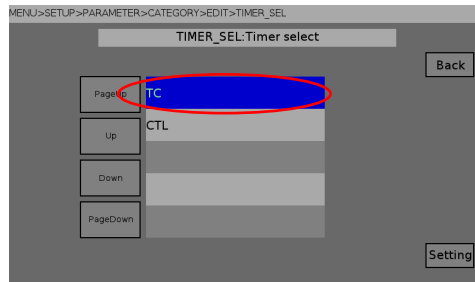 MENU>SETUP>PARAMETER>CATEGORY>EDIT>TIMER_SEL
TIMER_SEL:Timer select
Back
PageUp
TC
Up
CTL
Down
PageDown
Setting